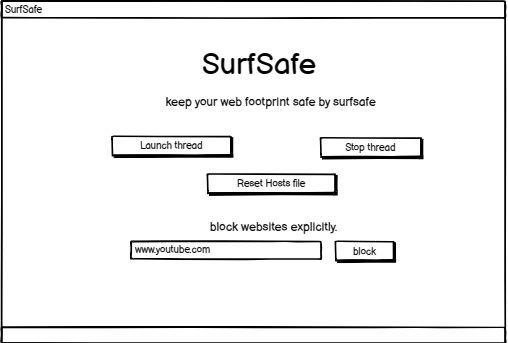 SurfSafe
SurfSafe
keep your web footprint safe by surfsafe
Launch thread
Stop thread
Reset Hosts file
block websites explicitly.
www.youtube.com
block